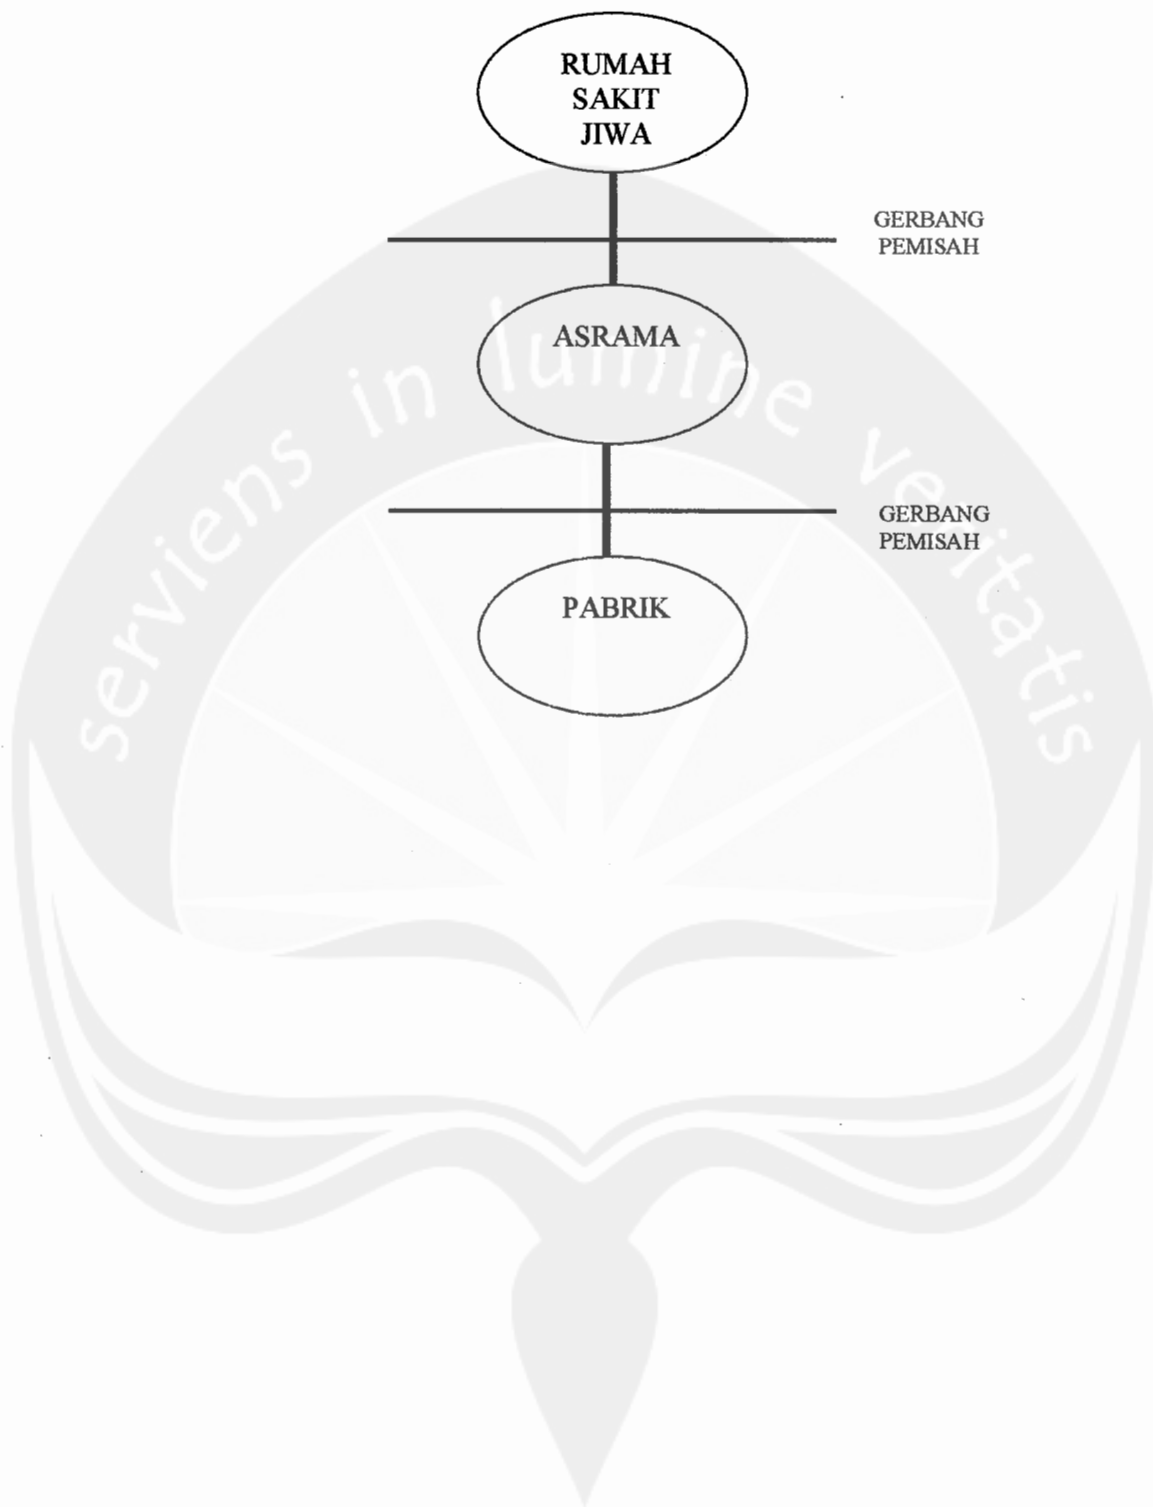 RUMAH
SAKIT
JIWA
GERBANG
PEMISAH
ASRAMA
serviens in lumine veritatis
GERBANG
PEMISAH
PABRIK